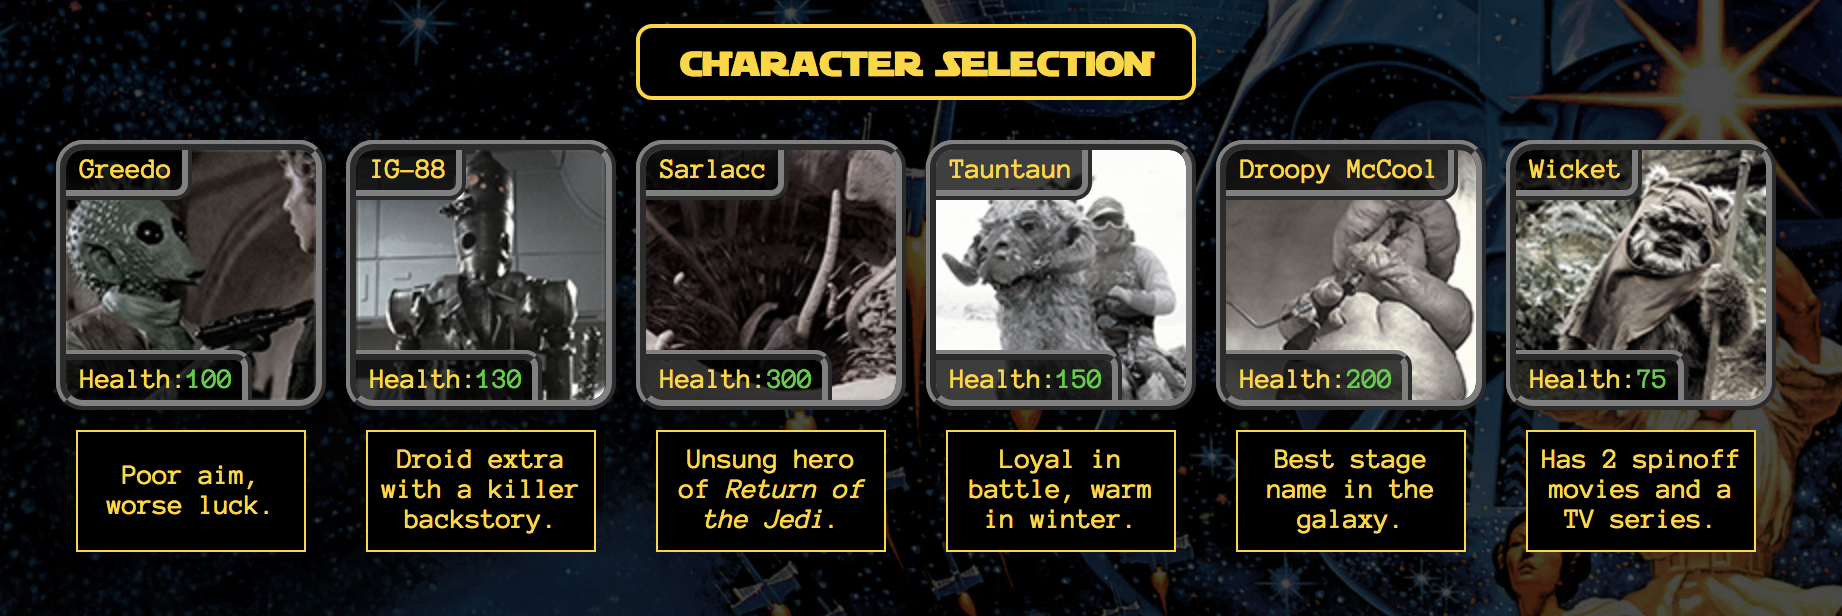 CHARACTER SELECTION
Greedo
Health:100
Poor aim,
worse luck.
IG-88
Health:130
Droid extra
with a killer
backstory.
Sarlacc
Health:300
Unsung hero
of Return of
the Jedi.
Tauntaun
Health:150
Loyal in
battle, warm
in winter.
Droopy McCool
Health:200
Best stage
name in the
galaxy.
Wicket
Health:75
Has 2 spinoff
movies and a
TV series.